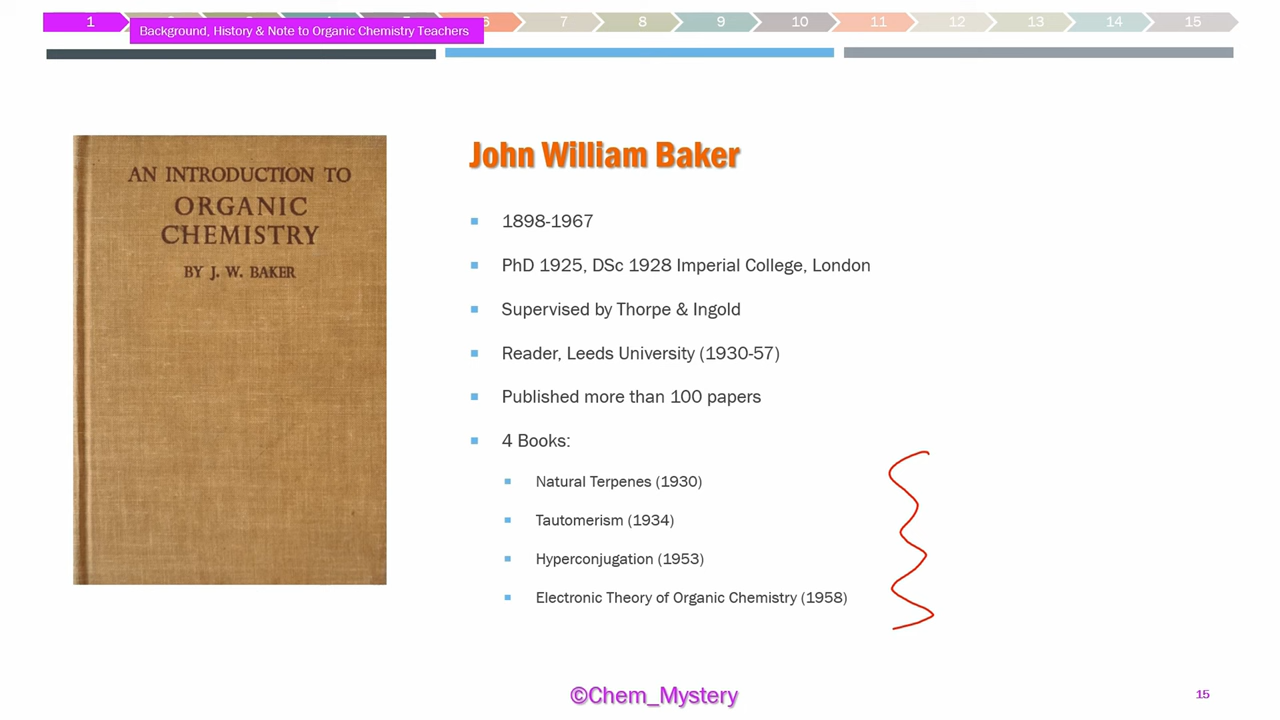 1 6 7 8 9 10 11 12 13 14 15
Background, History & Note to Organic Chemistry Teachers
AN INTRODUCTION TO
ORGANIC
CHEMISTRY
BY J. W. BAKER
John William Baker
1898-1967
PhD 1925, DSc 1928 Imperial College, London
Supervised by Thorpe & Ingold
Reader, Leeds University (1930-57)
Published more than 100 papers
4 Books:
Natural Terpenes (1930)
Tautomerism (1934)
Hyperconjugation (1953)
Electronic Theory of Organic Chemistry (1958)
©Chem_Mystery
15